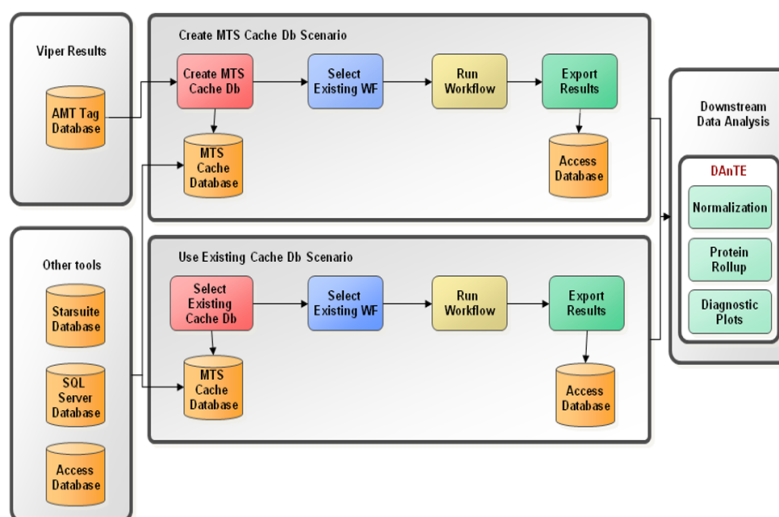 Viper Results
AMT Tag
Database
Create MTS Cache Db Scenario
Create MTS
Cache Db
Select
Existing WF
Run
Workflow
Export
Results
MTS
Cache
Database
Access
Database
Other tools
Starsuite
Database
SQL
Server
Database
Access
Database
Use Existing Cache Db Scenario
Select
Existing
Cache Db
Select
Existing WF
Run
Workflow
Export
Results
MTS
Cache
Database
Access
Database
Downstream
Data Analysis
DAnTE
Normalization
Protein
Rollup
Diagnostic
Plots